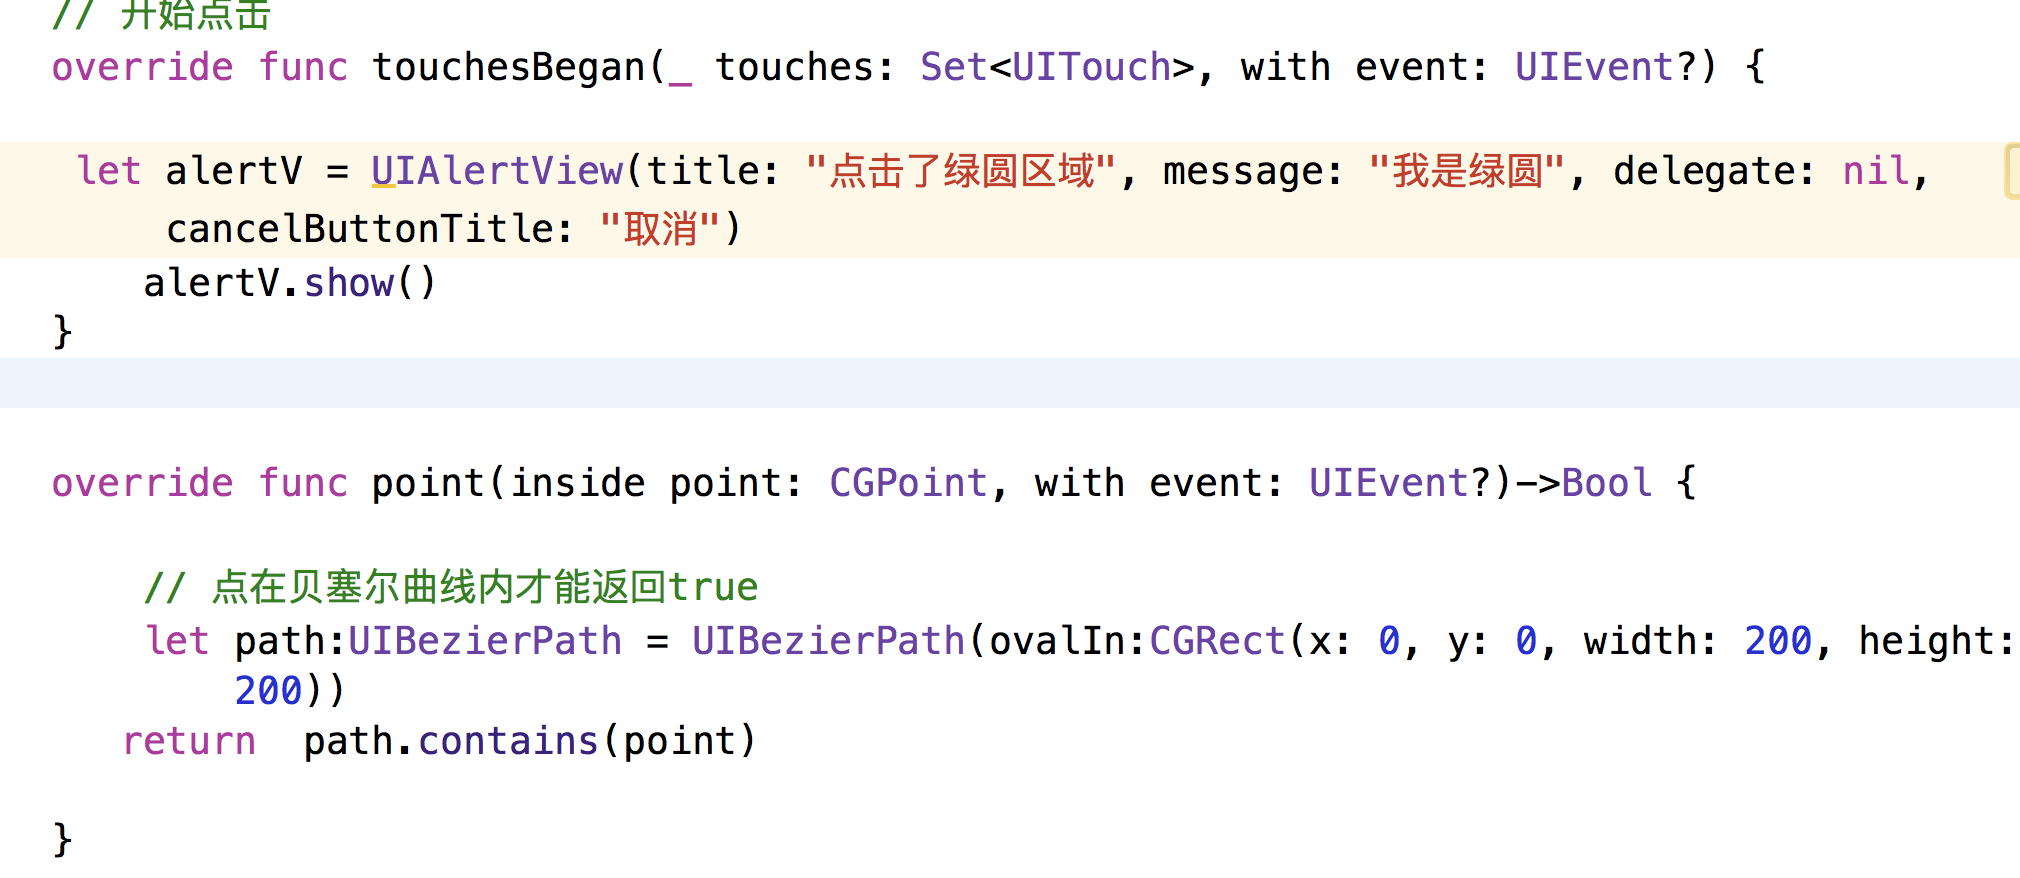 // 开始点击
override func touchesBegan(_ touches: Set<UITouch>, with event: UIEvent?) {
let alertV = UIAlertView(title: "点击了绿圆区域", message: "我是绿圆", delegate: nil,
cancelButtonTitle: "取消")
alertV.show()
}
override func point(inside point: CGPoint, with event: UIEvent?)->Bool {
// 点在贝塞尔曲线内才能返回true
let path:UIBezierPath = UIBezierPath(ovalIn:CGRect(x: 0, y: 0, width: 200, height:
200))
return  path.contains(point)
}